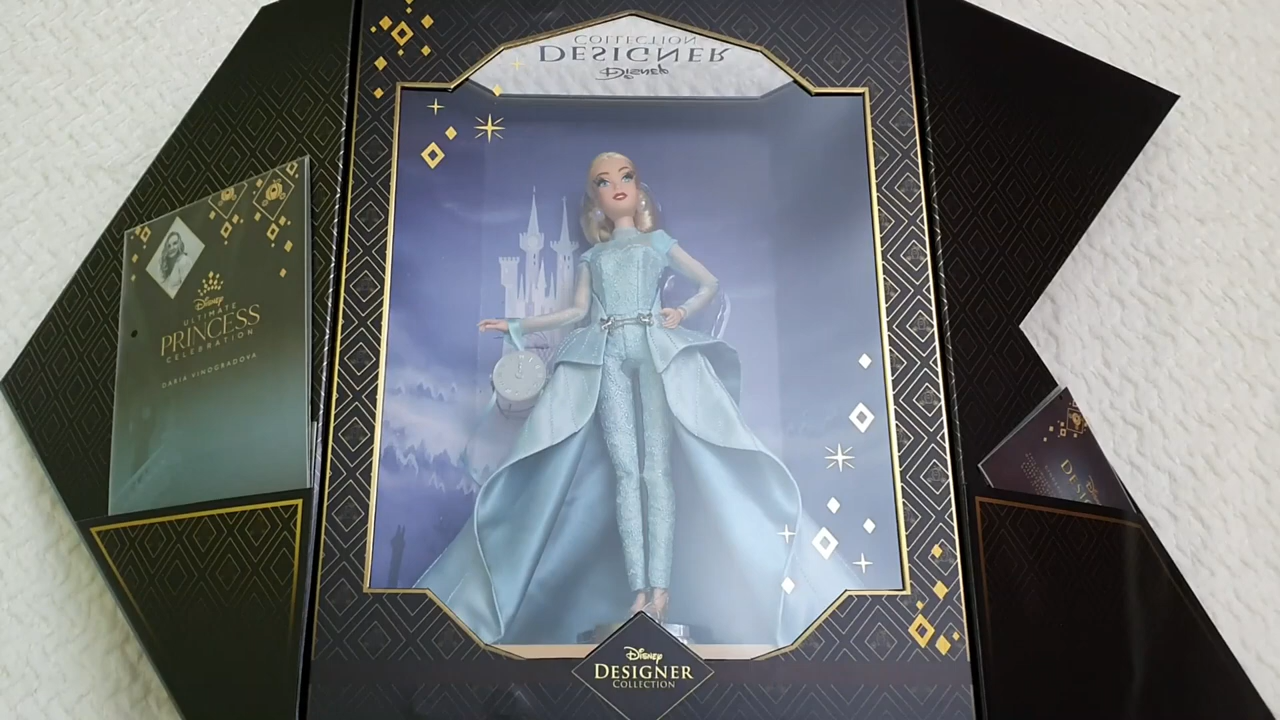 COLLECTION
DESIGNER
Disney
Disney
ULTIMATE
PRINCESS
CELEBRATION
DARIA VINOGRADOVA
Disney
DESIGNER
COLLECTION